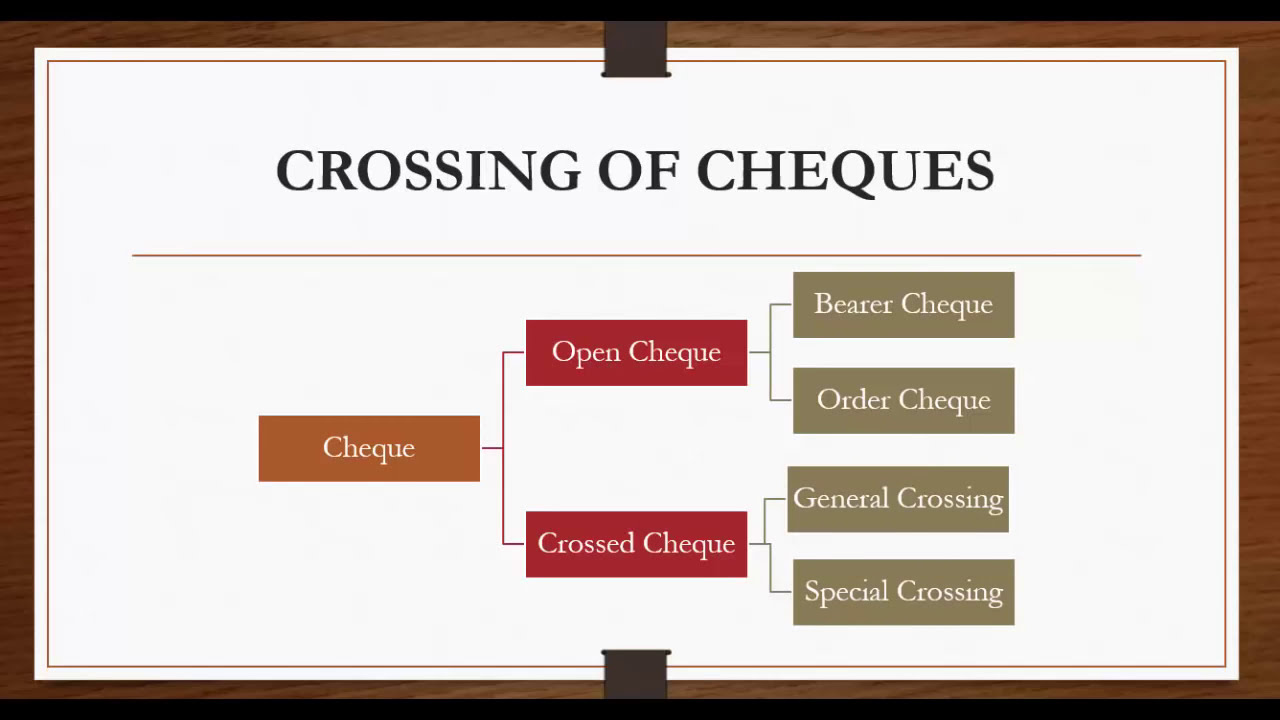 CROSSING OF CHEQUES
Bearer Cheque
Open Cheque
Order Cheque
Cheque
General Crossing
Crossed Cheque
Special Crossing